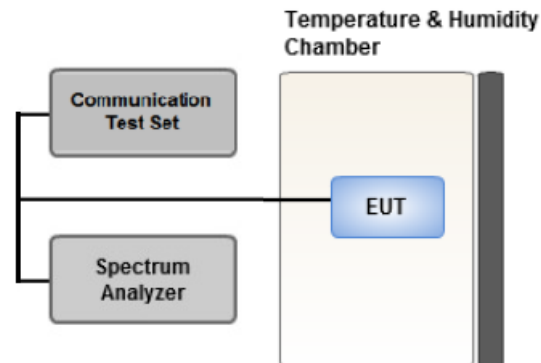 Temperature & Humidity
Chamber
Communication
Test Set
EUT
Spectrum
Analyzer